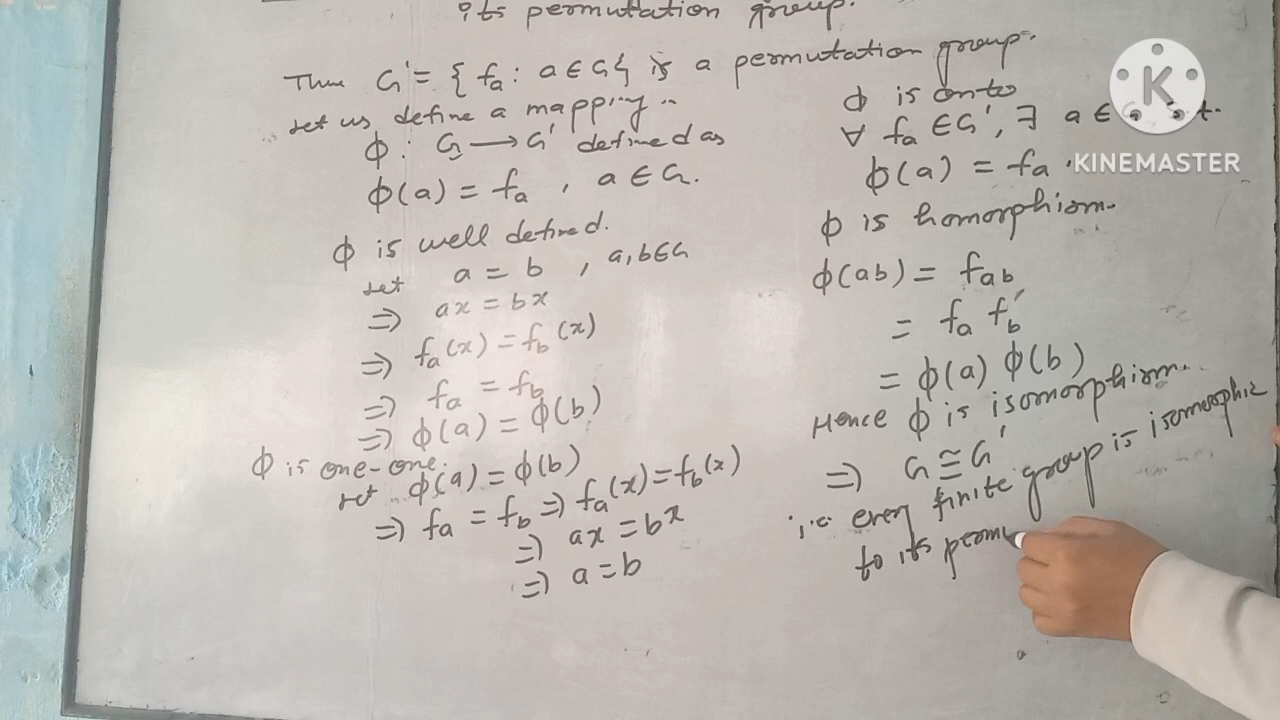 its permutation group.
Then G' = { fa : a ∈ G } is a permutation group.
Let us define a mapping
ϕ : G → G' defined as
ϕ(a) = fa , a ∈ G.
ϕ is well defined.
let a = b , a, b ∈ G
⇒ ax = bx
⇒ fa(x) = fb(x)
⇒ fa = fb
⇒ ϕ(a) = ϕ(b)
ϕ is one-one.
let ϕ(a) = ϕ(b)
⇒ fa = fb ⇒ fa(x) = fb(x)
⇒ ax = bx
⇒ a = b
ϕ is onto
∀ fa ∈ G', ∃ a ∈ G s.t.
ϕ(a) = fa .
ϕ is homorphism.
ϕ(ab) = fab
= fa fb
= ϕ(a) ϕ(b)
Hence ϕ is isomorphism.
⇒ G ≅ G'
i.e every finite group is isomorphic
to its perm
K
KINEMASTER